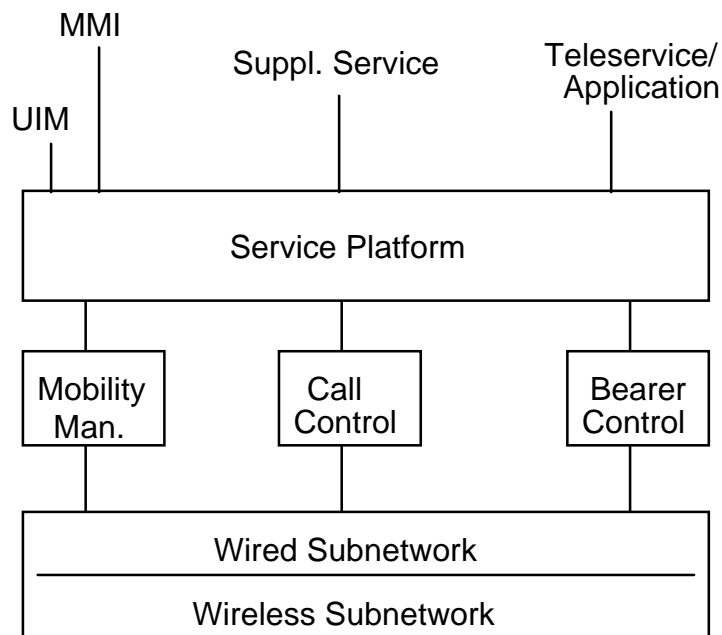 MMI
Suppl. Service
Teleservice/
Application
UIM
Service Platform
Mobility
Man.
Call
Control
Bearer
Control
Wired Subnetwork
Wireless Subnetwork